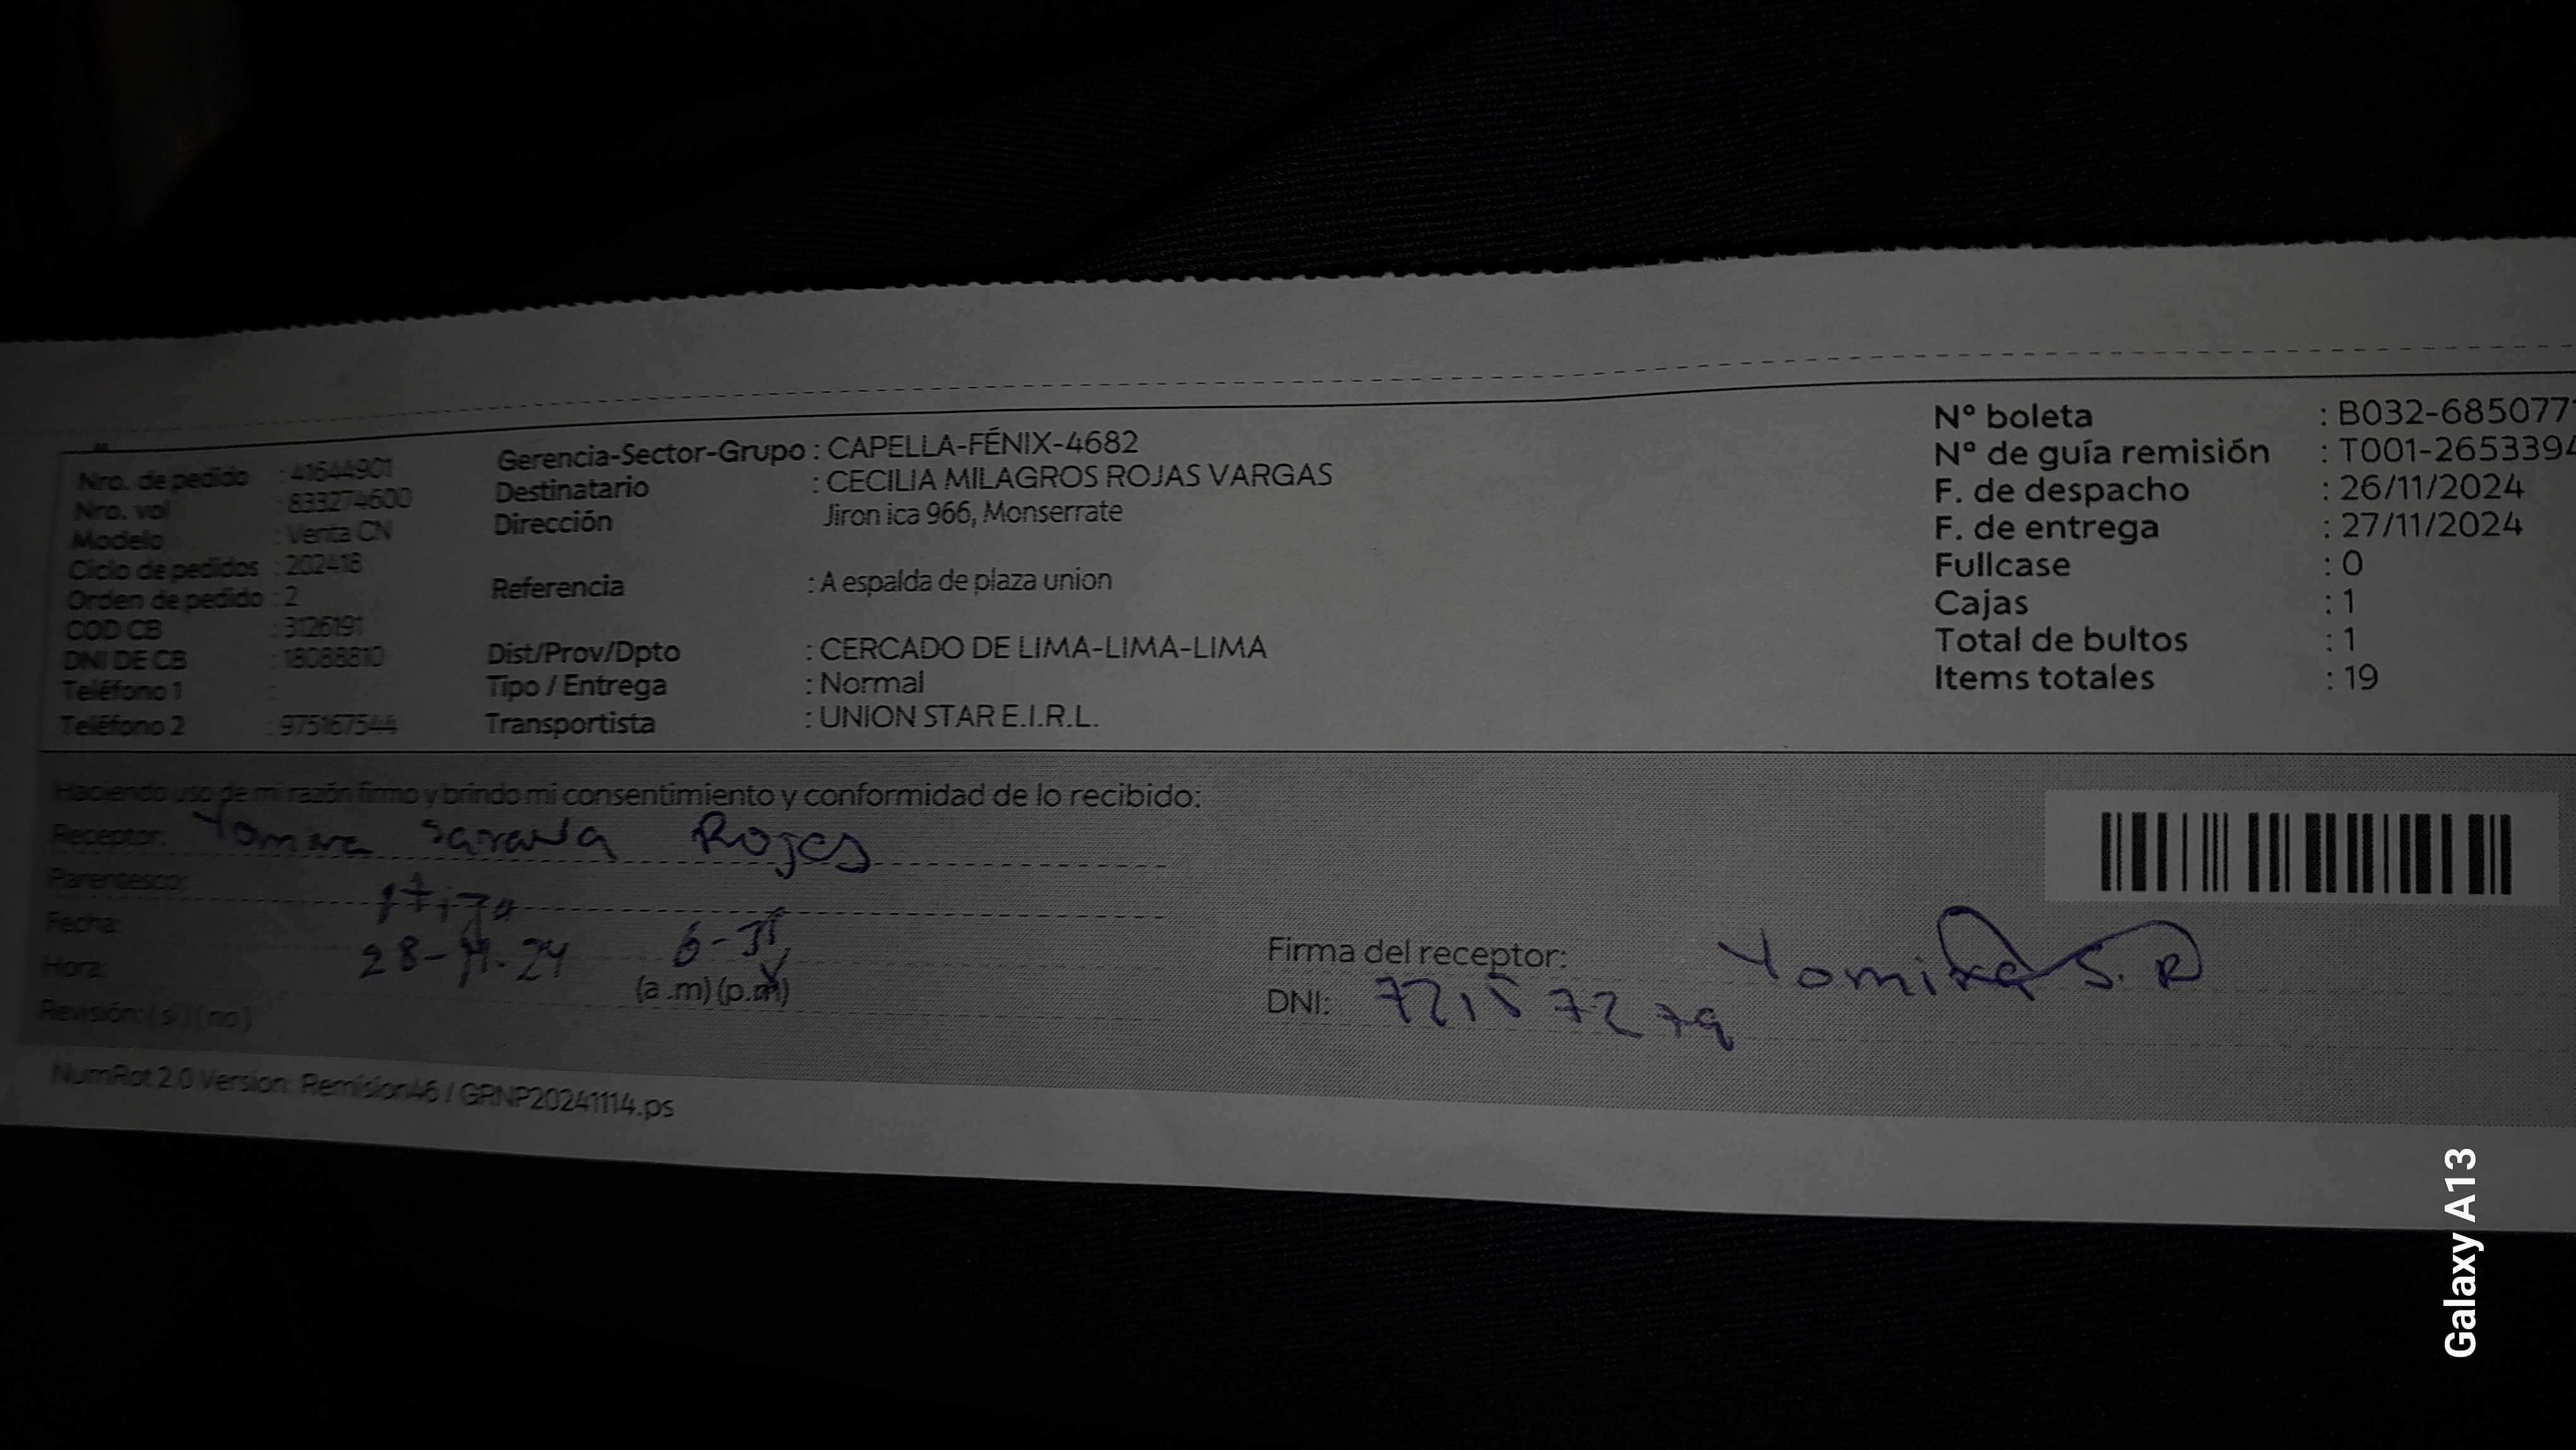 Nro. de pedido : 41644901
Nro. vol : 833274600
Modelo : Venta CN
Ciclo de pedidos : 202418
Orden de pedido : 2
COD CB : 3126191
DNI DE CB : 18088810
Teléfono 1 :
Teléfono 2 : 975167544
Gerencia-Sector-Grupo : CAPELLA-FÉNIX-4682
Destinatario : CECILIA MILAGROS ROJAS VARGAS
Dirección Jiron ica 966, Monserrate
Referencia : A espalda de plaza union
Dist/Prov/Dpto : CERCADO DE LIMA-LIMA-LIMA
Tipo / Entrega : Normal
Transportista : UNION STAR E.I.R.L.
N° boleta : B032-685077
N° de guía remisión : T001-2653394
F. de despacho : 26/11/2024
F. de entrega : 27/11/2024
Fullcase : 0
Cajas : 1
Total de bultos : 1
Items totales : 19
Haciendo uso de mi razón firmo y brindo mi consentimiento y conformidad de lo recibido:
Receptor: Rojas
Parentesco:
Fecha: 28-11-24
Hora: (a.m) (p.m)
Revisión: (si) (no)
Firma del receptor: Yomira S. R
DNI: 72157279
NumRot 2.0 Version: Remision46 / GRNP20241114.ps
Galaxy A13